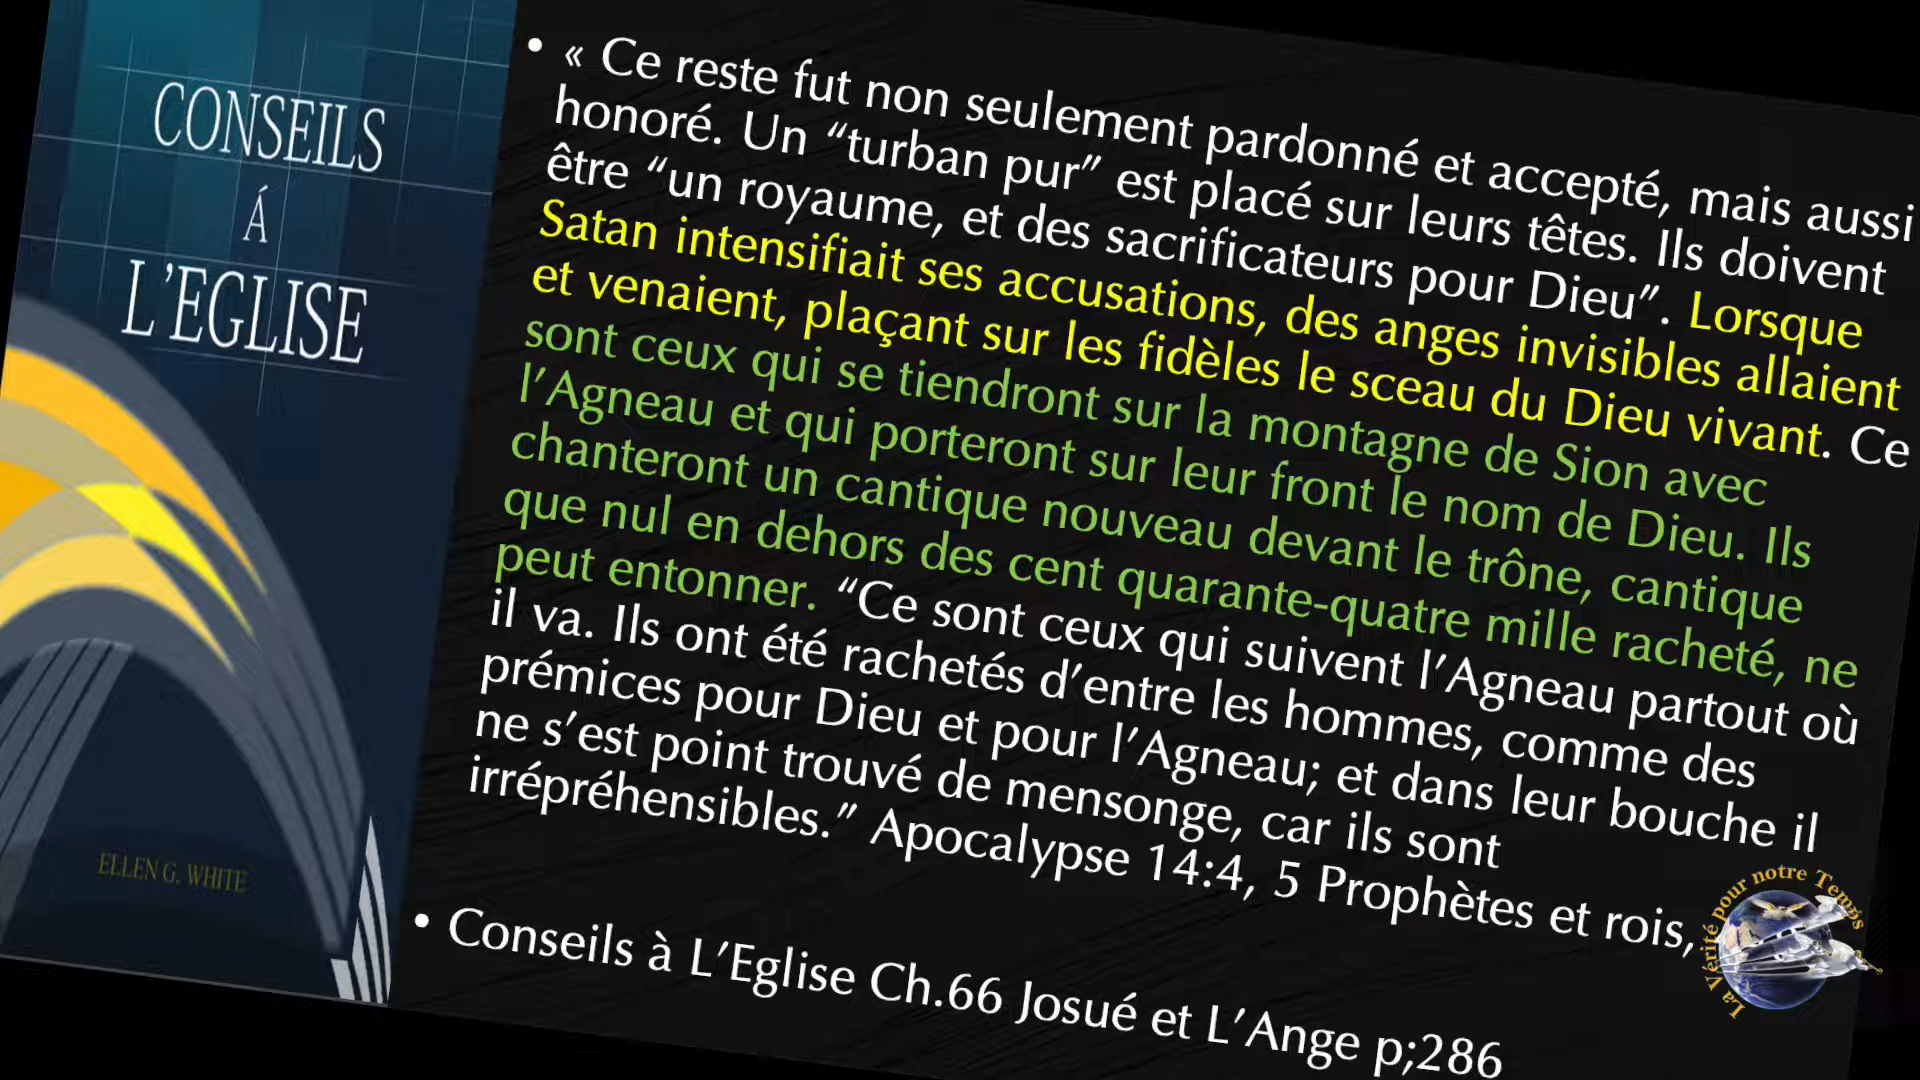 CONSEILS
Á
L'EGLISE
ELLEN G. WHITE
• « Ce reste fut non seulement pardonné et accepté, mais aussi
honoré. Un “turban pur” est placé sur leurs têtes. Ils doivent
être “un royaume, et des sacrificateurs pour Dieu”. Lorsque
Satan intensifiait ses accusations, des anges invisibles allaient
et venaient, plaçant sur les fidèles le sceau du Dieu vivant. Ce
sont ceux qui se tiendront sur la montagne de Sion avec
l’Agneau et qui porteront sur leur front le nom de Dieu. Ils
chanteront un cantique nouveau devant le trône, cantique
que nul en dehors des cent quarante-quatre mille racheté, ne
peut entonner. “Ce sont ceux qui suivent l’Agneau partout où
il va. Ils ont été rachetés d’entre les hommes, comme des
prémices pour Dieu et pour l’Agneau; et dans leur bouche il
ne s’est point trouvé de mensonge, car ils sont
irrépréhensibles.” Apocalypse 14:4, 5 Prophètes et rois,
• Conseils à L’Eglise Ch.66 Josué et L’Ange p;286
La Vérité pour notre Temps